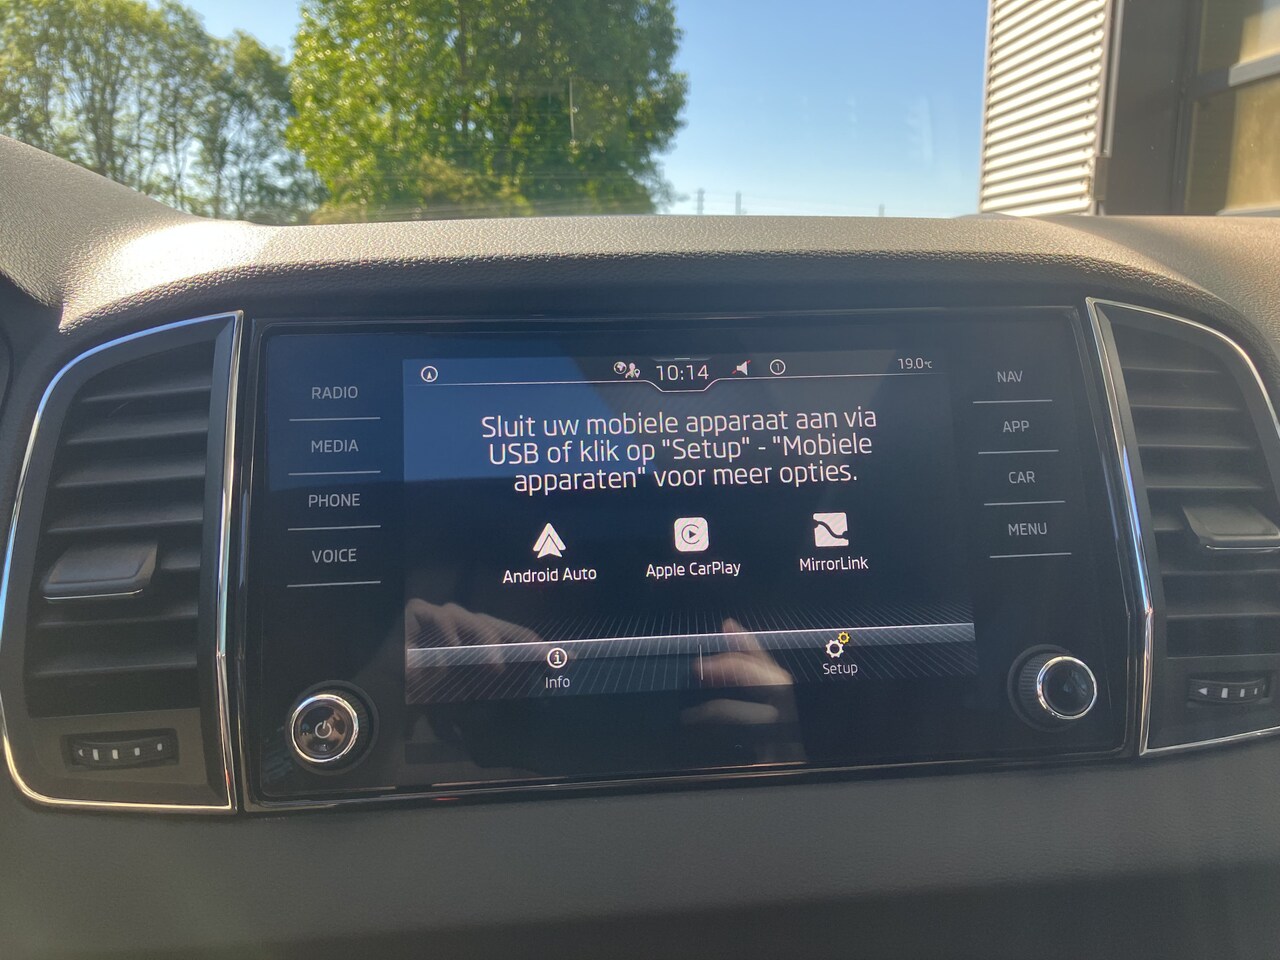 10:14
1
19.0°C
RADIO
MEDIA
PHONE
VOICE
Sluit uw mobiele apparaat aan via
USB of klik op "Setup" - "Mobiele
apparaten" voor meer opties.
Android Auto
Apple CarPlay
MirrorLink
Info
Setup
NAV
APP
CAR
MENU